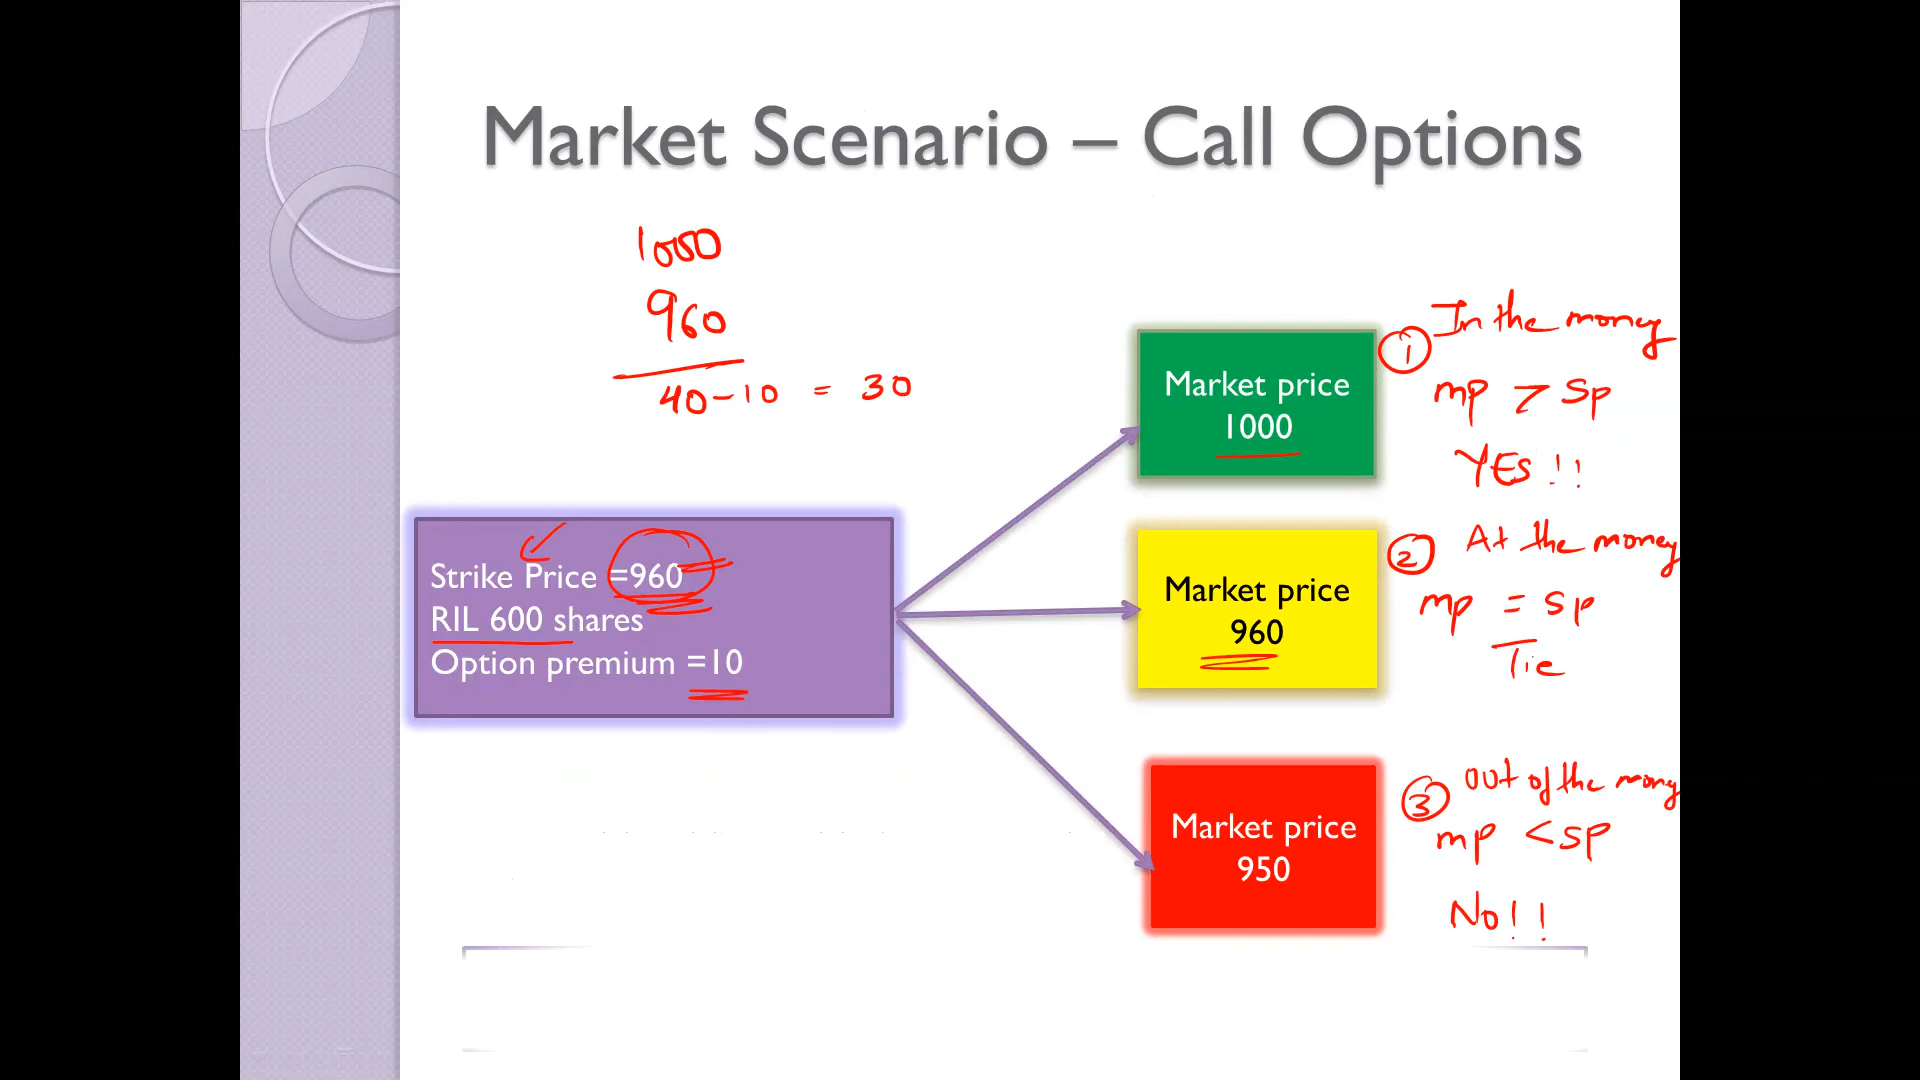 Market Scenario – Call Options
1000
960
40-10 = 30
Strike Price =960
RIL 600 shares
Option premium =10
Market price
1000
① In the money
mp > Sp
YES !!
Market price
960
② At the money
mp = Sp
Tie
Market price
950
③ out of the money
mp < SP
No!!